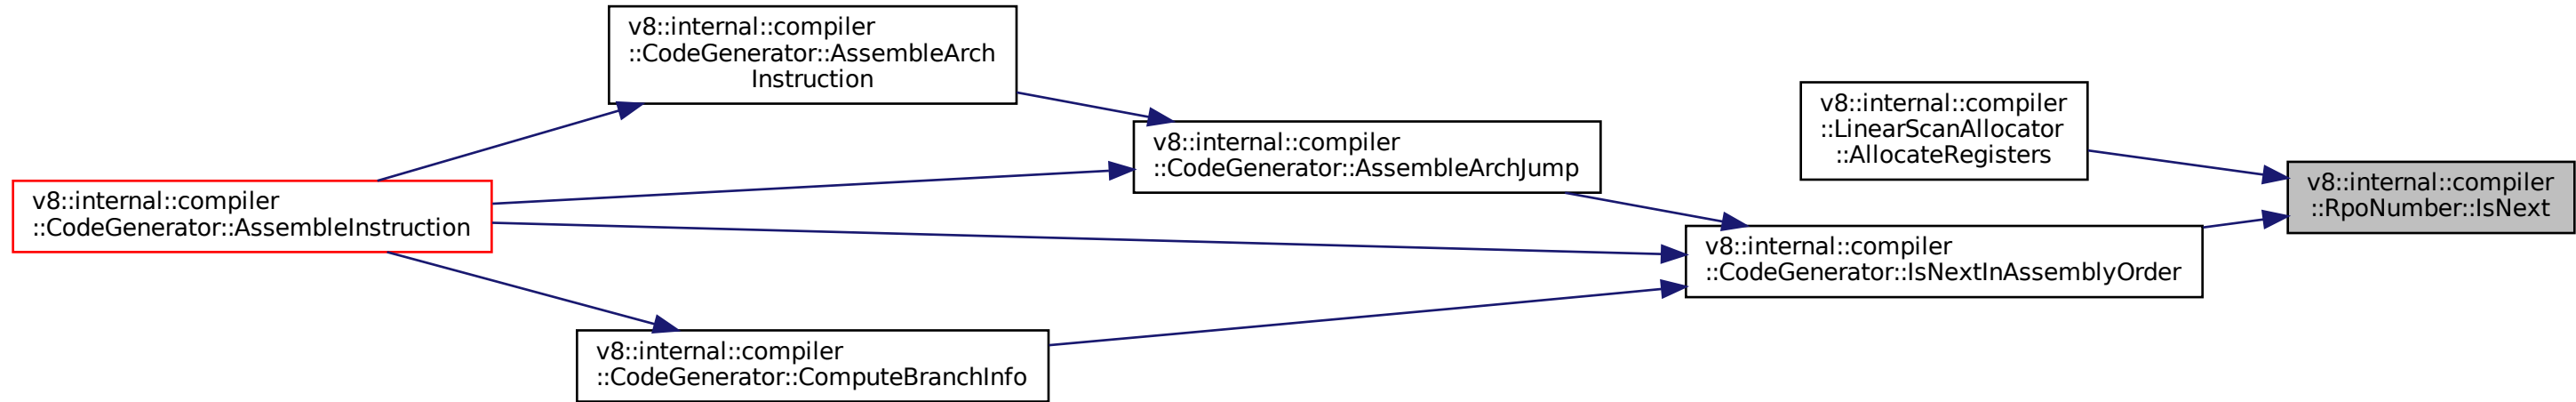 v8::internal::compiler
::CodeGenerator::AssembleArch
Instruction
v8::internal::compiler
::LinearScanAllocator
::AllocateRegisters
v8::internal::compiler
::CodeGenerator::AssembleArchJump
v8::internal::compiler
::RpoNumber::IsNext
v8::internal::compiler
::CodeGenerator::AssembleInstruction
v8::internal::compiler
::CodeGenerator::IsNextInAssemblyOrder
v8::internal::compiler
::CodeGenerator::ComputeBranchInfo